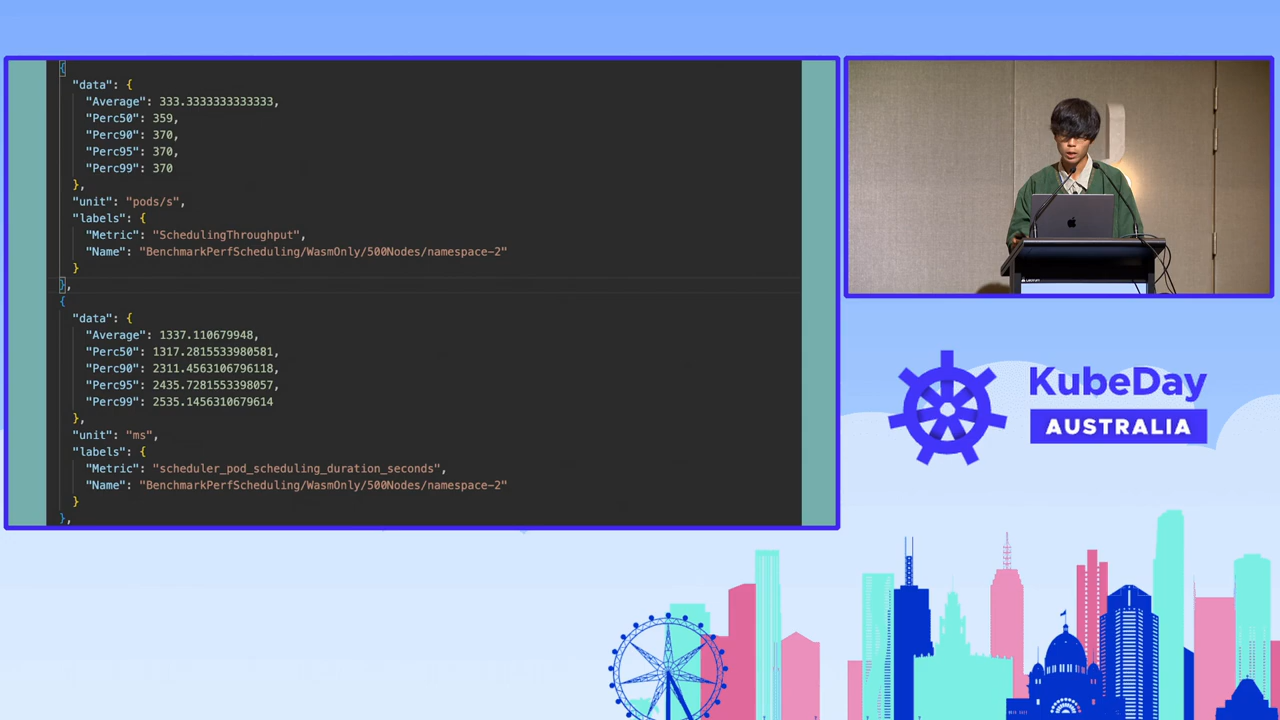 {
"data": {
"Average": 333.3333333333333,
"Perc50": 359,
"Perc90": 370,
"Perc95": 370,
"Perc99": 370
},
"unit": "pods/s",
"labels": {
"Metric": "SchedulingThroughput",
"Name": "BenchmarkPerfScheduling/WasmOnly/500Nodes/namespace-2"
}
},
{
"data": {
"Average": 1337.110679948,
"Perc50": 1317.2815533980581,
"Perc90": 2311.4563106796118,
"Perc95": 2435.7281553398057,
"Perc99": 2535.1456310679614
},
"unit": "ms",
"labels": {
"Metric": "scheduler_pod_scheduling_duration_seconds",
"Name": "BenchmarkPerfScheduling/WasmOnly/500Nodes/namespace-2"
}
},
KubeDay
AUSTRALIA